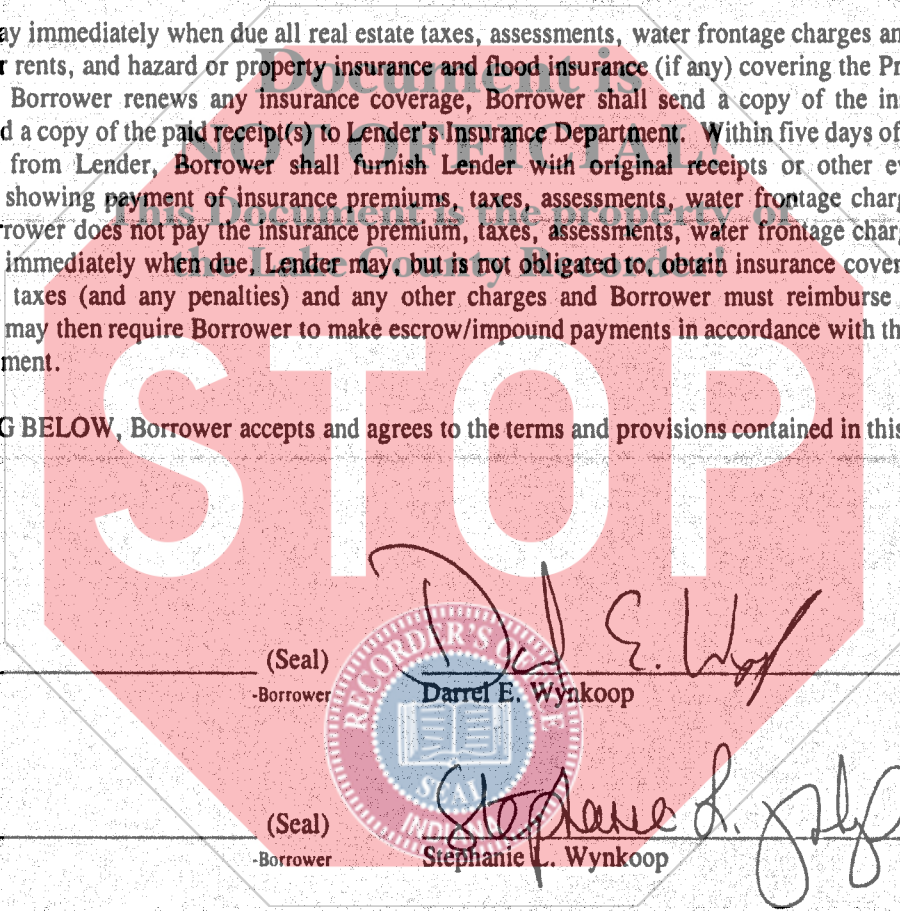 ay immediately when due all real estate taxes, assessments, water frontage charges an
r rents, and hazard or property insurance and flood insurance (if any) covering the Pr
Borrower renews any insurance coverage, Borrower shall send a copy of the in
d a copy of the paid receipt(s) to Lender's Insurance Department. Within five days of
from Lender, Borrower shall furnish Lender with original receipts or other e
showing payment of insurance premiums, taxes, assessments, water frontage charg
rower does not pay the insurance premium, taxes, assessments, water frontage charg
immediately when due, Lender may, but is not obligated to, obtain insurance cover
taxes (and any penalties) and any other charges and Borrower must reimburse
may then require Borrower to make escrow/impound payments in accordance with th
ment.
G BELOW, Borrower accepts and agrees to the terms and provisions contained in this
Document is
NOT OFFICIAL!
This Document is the property of
the Lake County Recorder!
STOP
(Seal)
-Borrower
Darrel E. Wynkoop
RECORDER'S OFFICE
SEAL
INDIANA
Stephanie L.
(Seal)
-Borrower
Stephanie L. Wynkoop